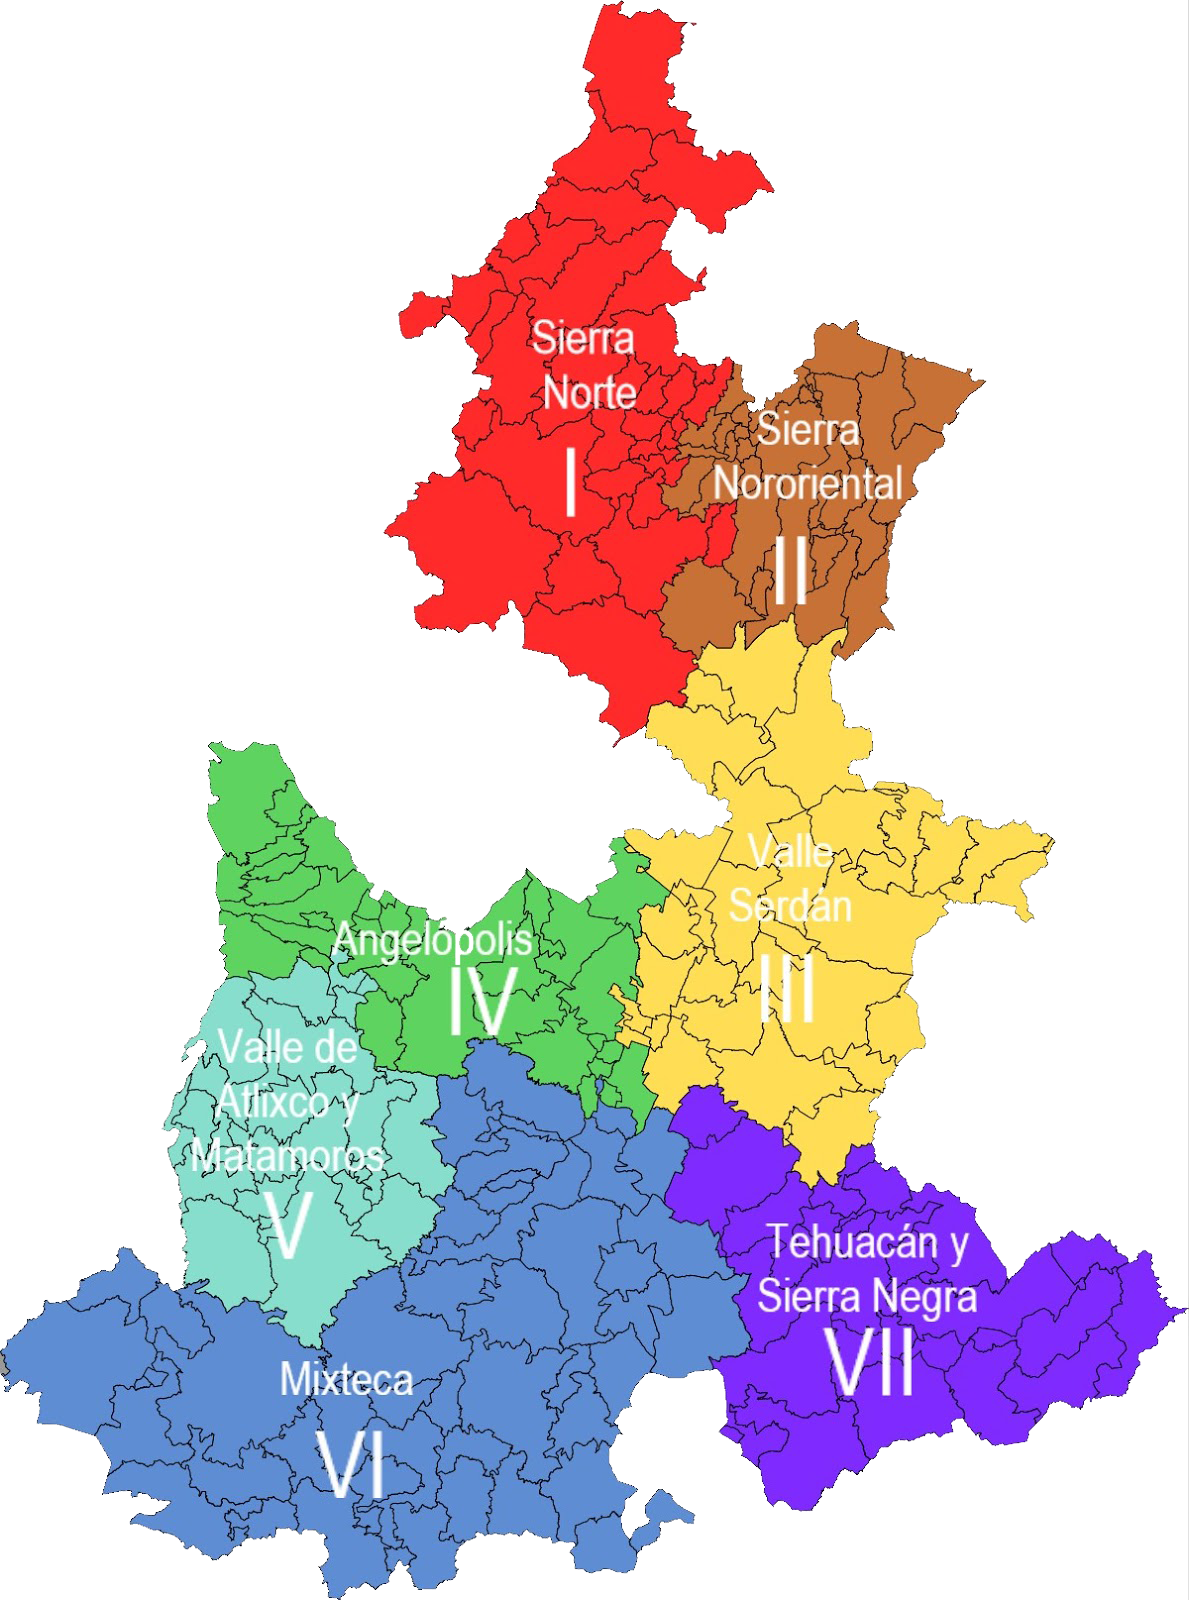 Sierra
Norte
I
Sierra
Nororiental
II
Valle
Serdán
III
Angelópolis
IV
Valle de
Atlixco y
Matamoros
V
Tehuacán y
Sierra Negra
VII
Mixteca
VI